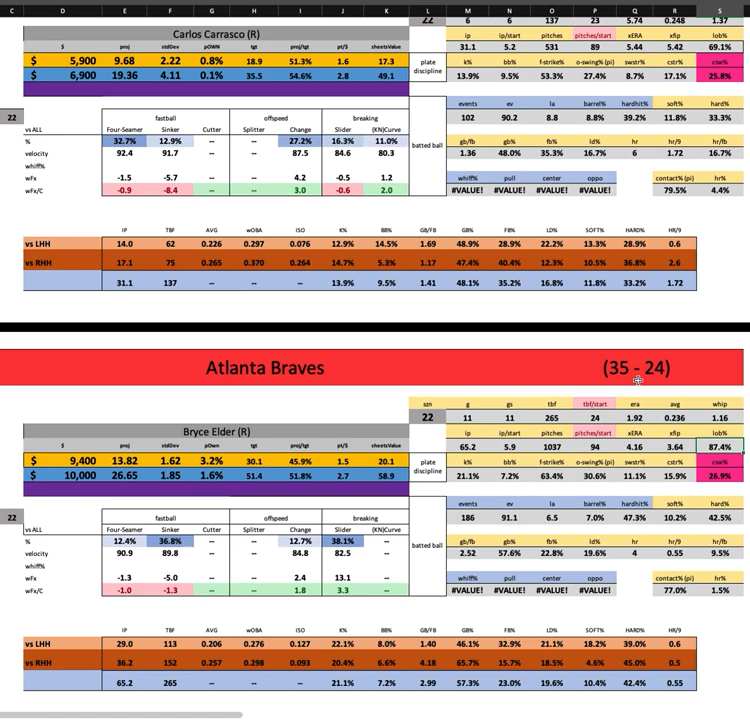 C D E F G H I J K L M N O P Q R S
22 6 6 137 23 5.74 0.248 1.37
Carlos Carrasco (R) ip ip/start pitches pitches/start xERA xfip lob%
31.1 5.2 531 89 5.44 5.42 69.1%
$ proj stdDev pOWN tgt proj/tgt pt/$ sheetsValue
$ 5,900 9.68 2.22 0.8% 18.9 51.3% 1.6 17.3 plate discipline k% bb% f-strike% o-swing% (pi) swstr% cstr% csw%
$ 6,900 19.36 4.11 0.1% 35.5 54.6% 2.8 49.1 13.9% 9.5% 53.3% 27.4% 8.7% 17.1% 25.8%
events ev la barrel% hardhit% soft% hard%
22 fastball offspeed breaking 102 90.2 8.8 8.8% 39.2% 11.8% 33.3%
vs ALL Four-Seamer Sinker Cutter Splitter Change Slider (KN)Curve
% 32.7% 12.9% -- -- 27.2% 16.3% 11.0% batted ball gb/fb gb% fb% ld% hr hr/9 hr/fb
velocity 92.4 91.7 -- -- 87.5 84.6 80.3 1.36 48.0% 35.3% 16.7% 6 1.72 16.7%
whiff%
wFx -1.5 -5.7 -- -- 4.2 -0.5 1.2 whiff% pull center oppo contact% (pi) hr%
wFx/C -0.9 -8.4 -- -- 3.0 -0.6 2.0 #VALUE! #VALUE! #VALUE! #VALUE! 79.5% 4.4%
IP TBF AVG wOBA ISO K% BB% GB/FB GB% FB% LD% SOFT% HARD% HR/9
vs LHH 14.0 62 0.226 0.297 0.076 12.9% 14.5% 1.69 48.9% 28.9% 22.2% 13.3% 28.9% 0.6
vs RHH 17.1 75 0.265 0.370 0.264 14.7% 5.3% 1.17 47.4% 40.4% 12.3% 10.5% 36.8% 2.6
31.1 137 -- -- -- 13.9% 9.5% 1.41 48.1% 35.2% 16.8% 11.8% 33.2% 1.72
Atlanta Braves (35 - 24)
szn g gs tbf tbf/start era avg whip
22 11 11 265 24 1.92 0.236 1.16
Bryce Elder (R) ip ip/start pitches pitches/start xERA xfip lob%
$ proj stdDev pOwn tgt proj/tgt pt/$ sheetsValue 65.2 5.9 1037 94 4.16 3.64 87.4%
$ 9,400 13.82 1.62 3.2% 30.1 45.9% 1.5 20.1 plate discipline k% bb% f-strike% o-swing% (pi) swstr% cstr% csw%
$ 10,000 26.65 1.85 1.6% 51.4 51.8% 2.7 58.9 21.1% 7.2% 63.4% 30.6% 11.1% 15.9% 26.9%
events ev la barrel% hardhit% soft% hard%
22 fastball offspeed breaking 186 91.1 6.5 7.0% 47.3% 10.2% 42.5%
vs ALL Four-Seamer Sinker Cutter Splitter Change Slider (KN)Curve
% 12.4% 36.8% -- -- 12.7% 38.1% -- batted ball gb/fb gb% fb% ld% hr hr/9 hr/fb
velocity 90.9 89.8 -- -- 84.8 82.5 -- 2.52 57.6% 22.8% 19.6% 4 0.55 9.5%
whiff%
wFx -1.3 -5.0 -- -- 2.4 13.1 -- whiff% pull center oppo contact% (pi) hr%
wFx/C -1.0 -1.3 -- -- 1.8 3.3 -- #VALUE! #VALUE! #VALUE! #VALUE! 77.0% 1.5%
IP TBF AVG wOBA ISO K% BB% GB/FB GB% FB% LD% SOFT% HARD% HR/9
vs LHH 29.0 113 0.206 0.276 0.127 22.1% 8.0% 1.40 46.1% 32.9% 21.1% 18.2% 39.0% 0.6
vs RHH 36.2 152 0.257 0.298 0.093 20.4% 6.6% 4.18 65.7% 15.7% 18.5% 4.6% 45.0% 0.5
65.2 265 -- -- -- 21.1% 7.2% 2.99 57.3% 23.0% 19.6% 10.4% 42.4% 0.55